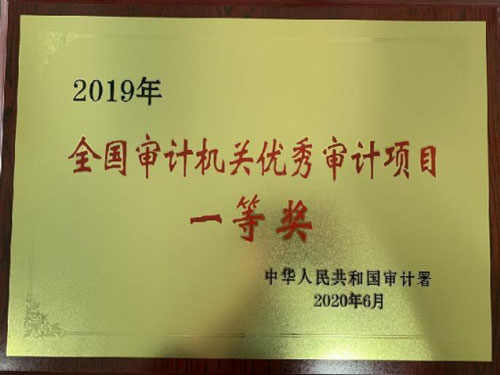 2019年
全国审计机关优秀审计项目
一等奖
中华人民共和国审计署
2020年6月